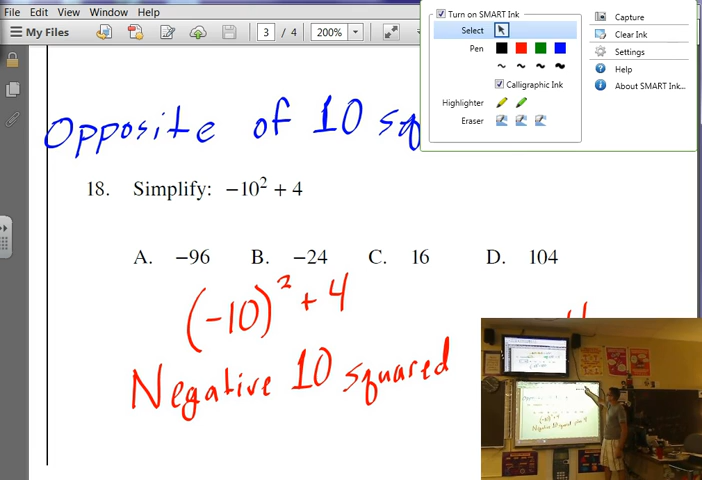 File Edit View Window Help
My Files
3 / 4
200%
Turn on SMART Ink
Select
Pen
Calligraphic Ink
Highlighter
Eraser
Capture
Clear Ink
Settings
Help
About SMART Ink...
Opposite of 10 sq
18. Simplify: −10² + 4
A. −96 B. −24 C. 16 D. 104
(−10)² + 4
Negative 10 squared